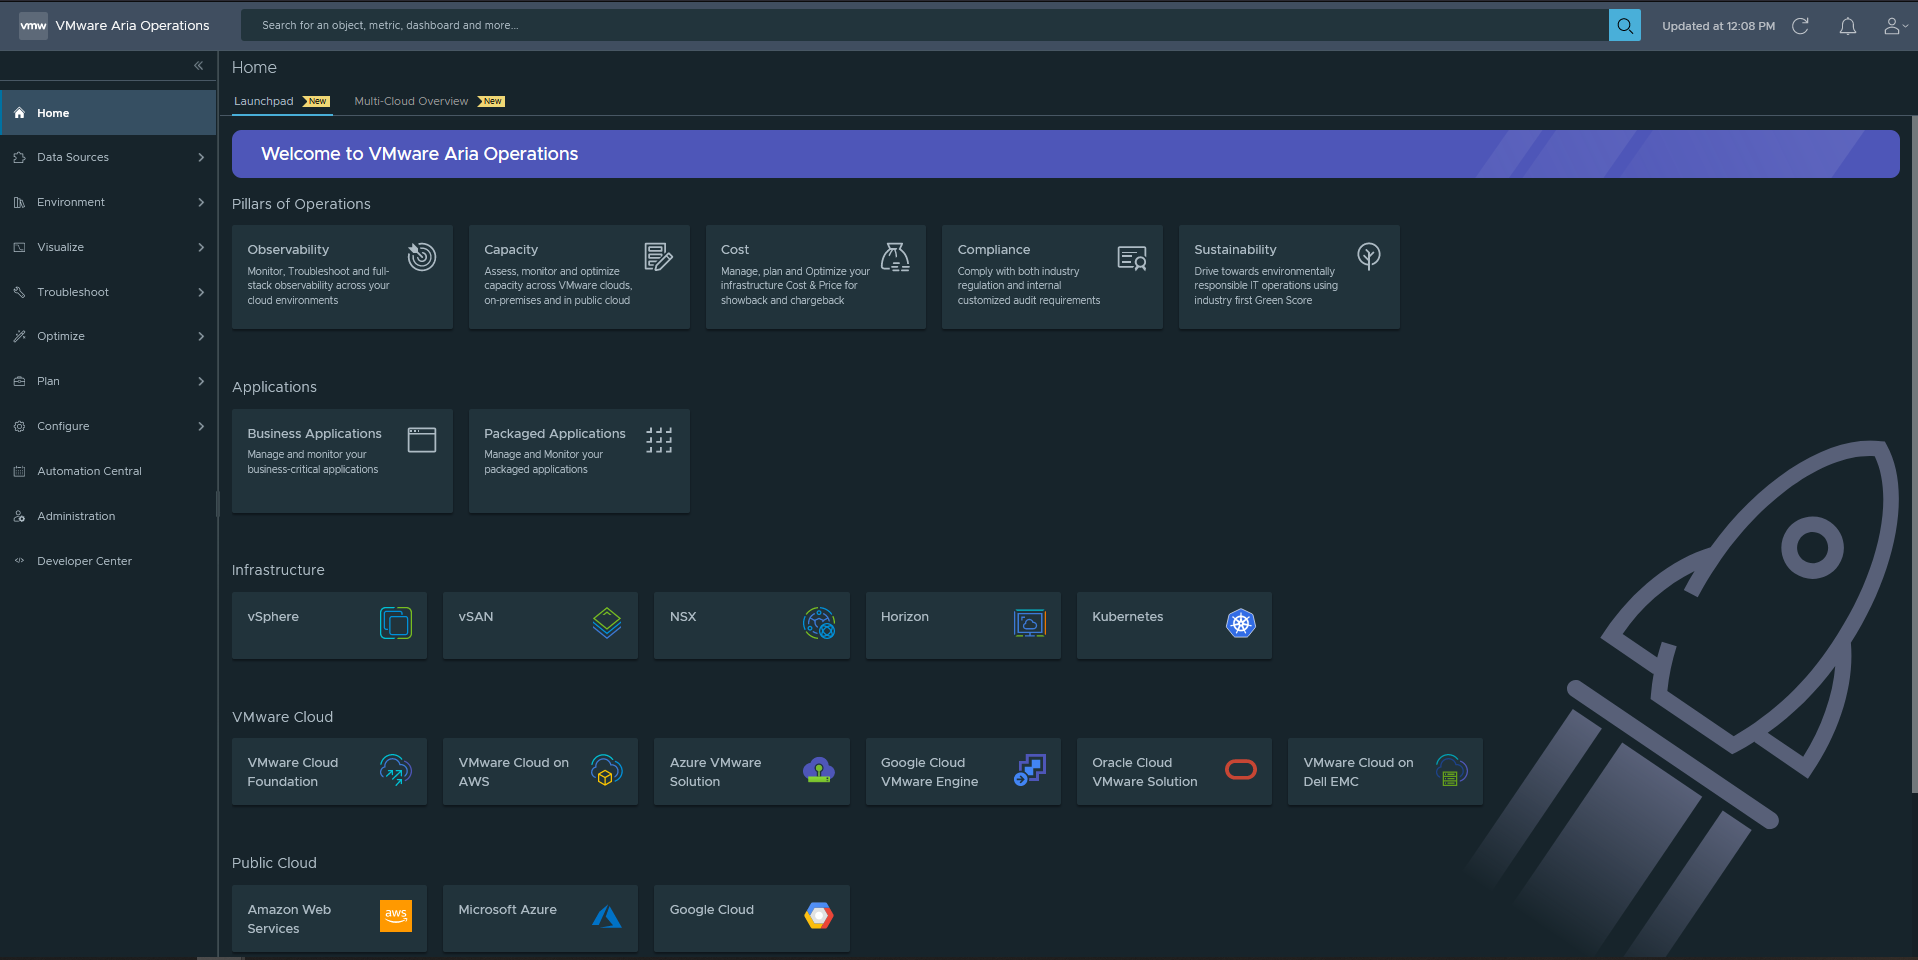 vmw VMware Aria Operations
Search for an object, metric, dashboard and more...
Updated at 12:08 PM
Home
Data Sources
Environment
Visualize
Troubleshoot
Optimize
Plan
Configure
Automation Central
Administration
Developer Center
Home
Launchpad New Multi-Cloud Overview New
Welcome to VMware Aria Operations
Pillars of Operations
Observability
Monitor, Troubleshoot and full-
stack observability across your
cloud environments
Capacity
Assess, monitor and optimize
capacity across VMware clouds,
on-premises and in public cloud
Cost
Manage, plan and Optimize your
infrastructure Cost & Price for
showback and chargeback
Compliance
Comply with both industry
regulation and internal
customized audit requirements
Sustainability
Drive towards environmentally
responsible IT operations using
industry first Green Score
Applications
Business Applications
Manage and monitor your
business-critical applications
Packaged Applications
Manage and Monitor your
packaged applications
Infrastructure
vSphere
vSAN
NSX
Horizon
Kubernetes
VMware Cloud
VMware Cloud
Foundation
VMware Cloud on
AWS
Azure VMware
Solution
Google Cloud
VMware Engine
Oracle Cloud
VMware Solution
VMware Cloud on
Dell EMC
Public Cloud
Amazon Web
Services
aws
Microsoft Azure
Google Cloud